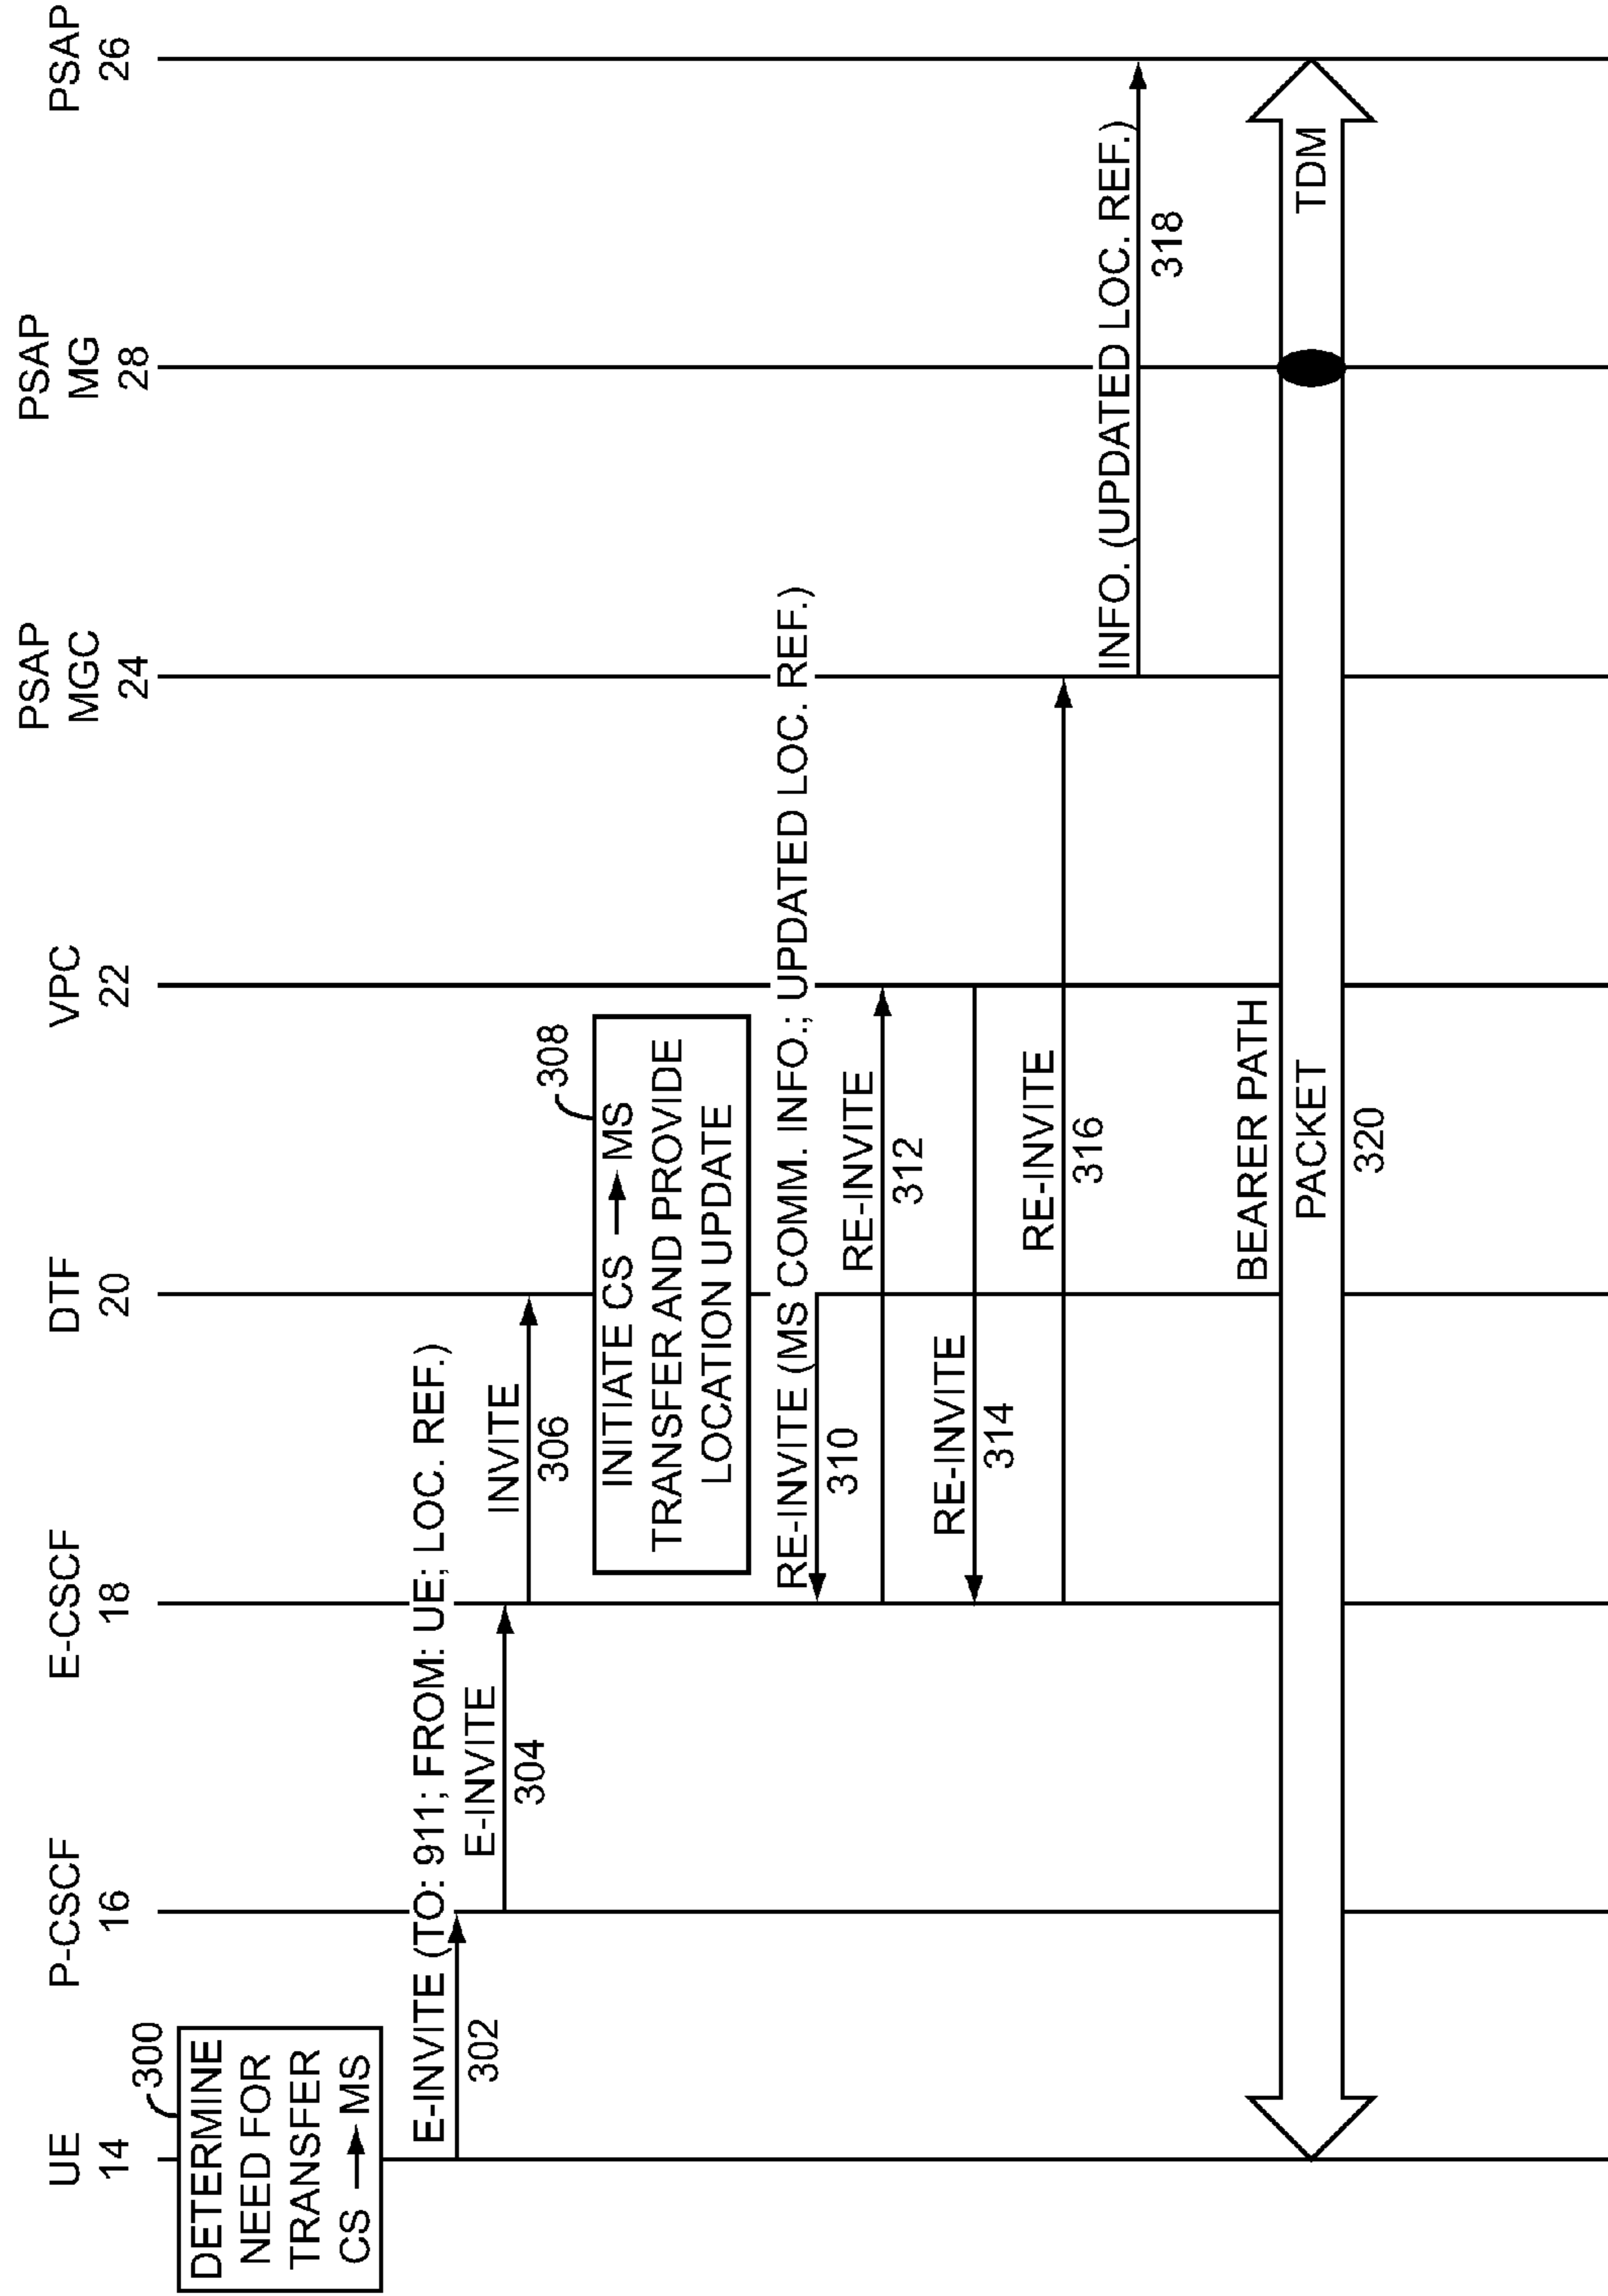 UE
14
P-CSCF
16
E-CSCF
18
DTF
20
VPC
22
PSAP
MGC
24
PSAP
MG
28
PSAP
26
300
DETERMINE
NEED FOR
TRANSFER
CS → MS
E-INVITE (TO: 911; FROM: UE; LOC. REF.)
302
E-INVITE
304
INVITE
306
308
INITIATE CS → MS
TRANSFER AND PROVIDE
LOCATION UPDATE
RE-INVITE (MS COMM. INFO.; UPDATED LOC. REF.)
310
RE-INVITE
312
RE-INVITE
314
RE-INVITE
316
INFO. (UPDATED LOC. REF.)
318
BEARER PATH
PACKET
TDM
320